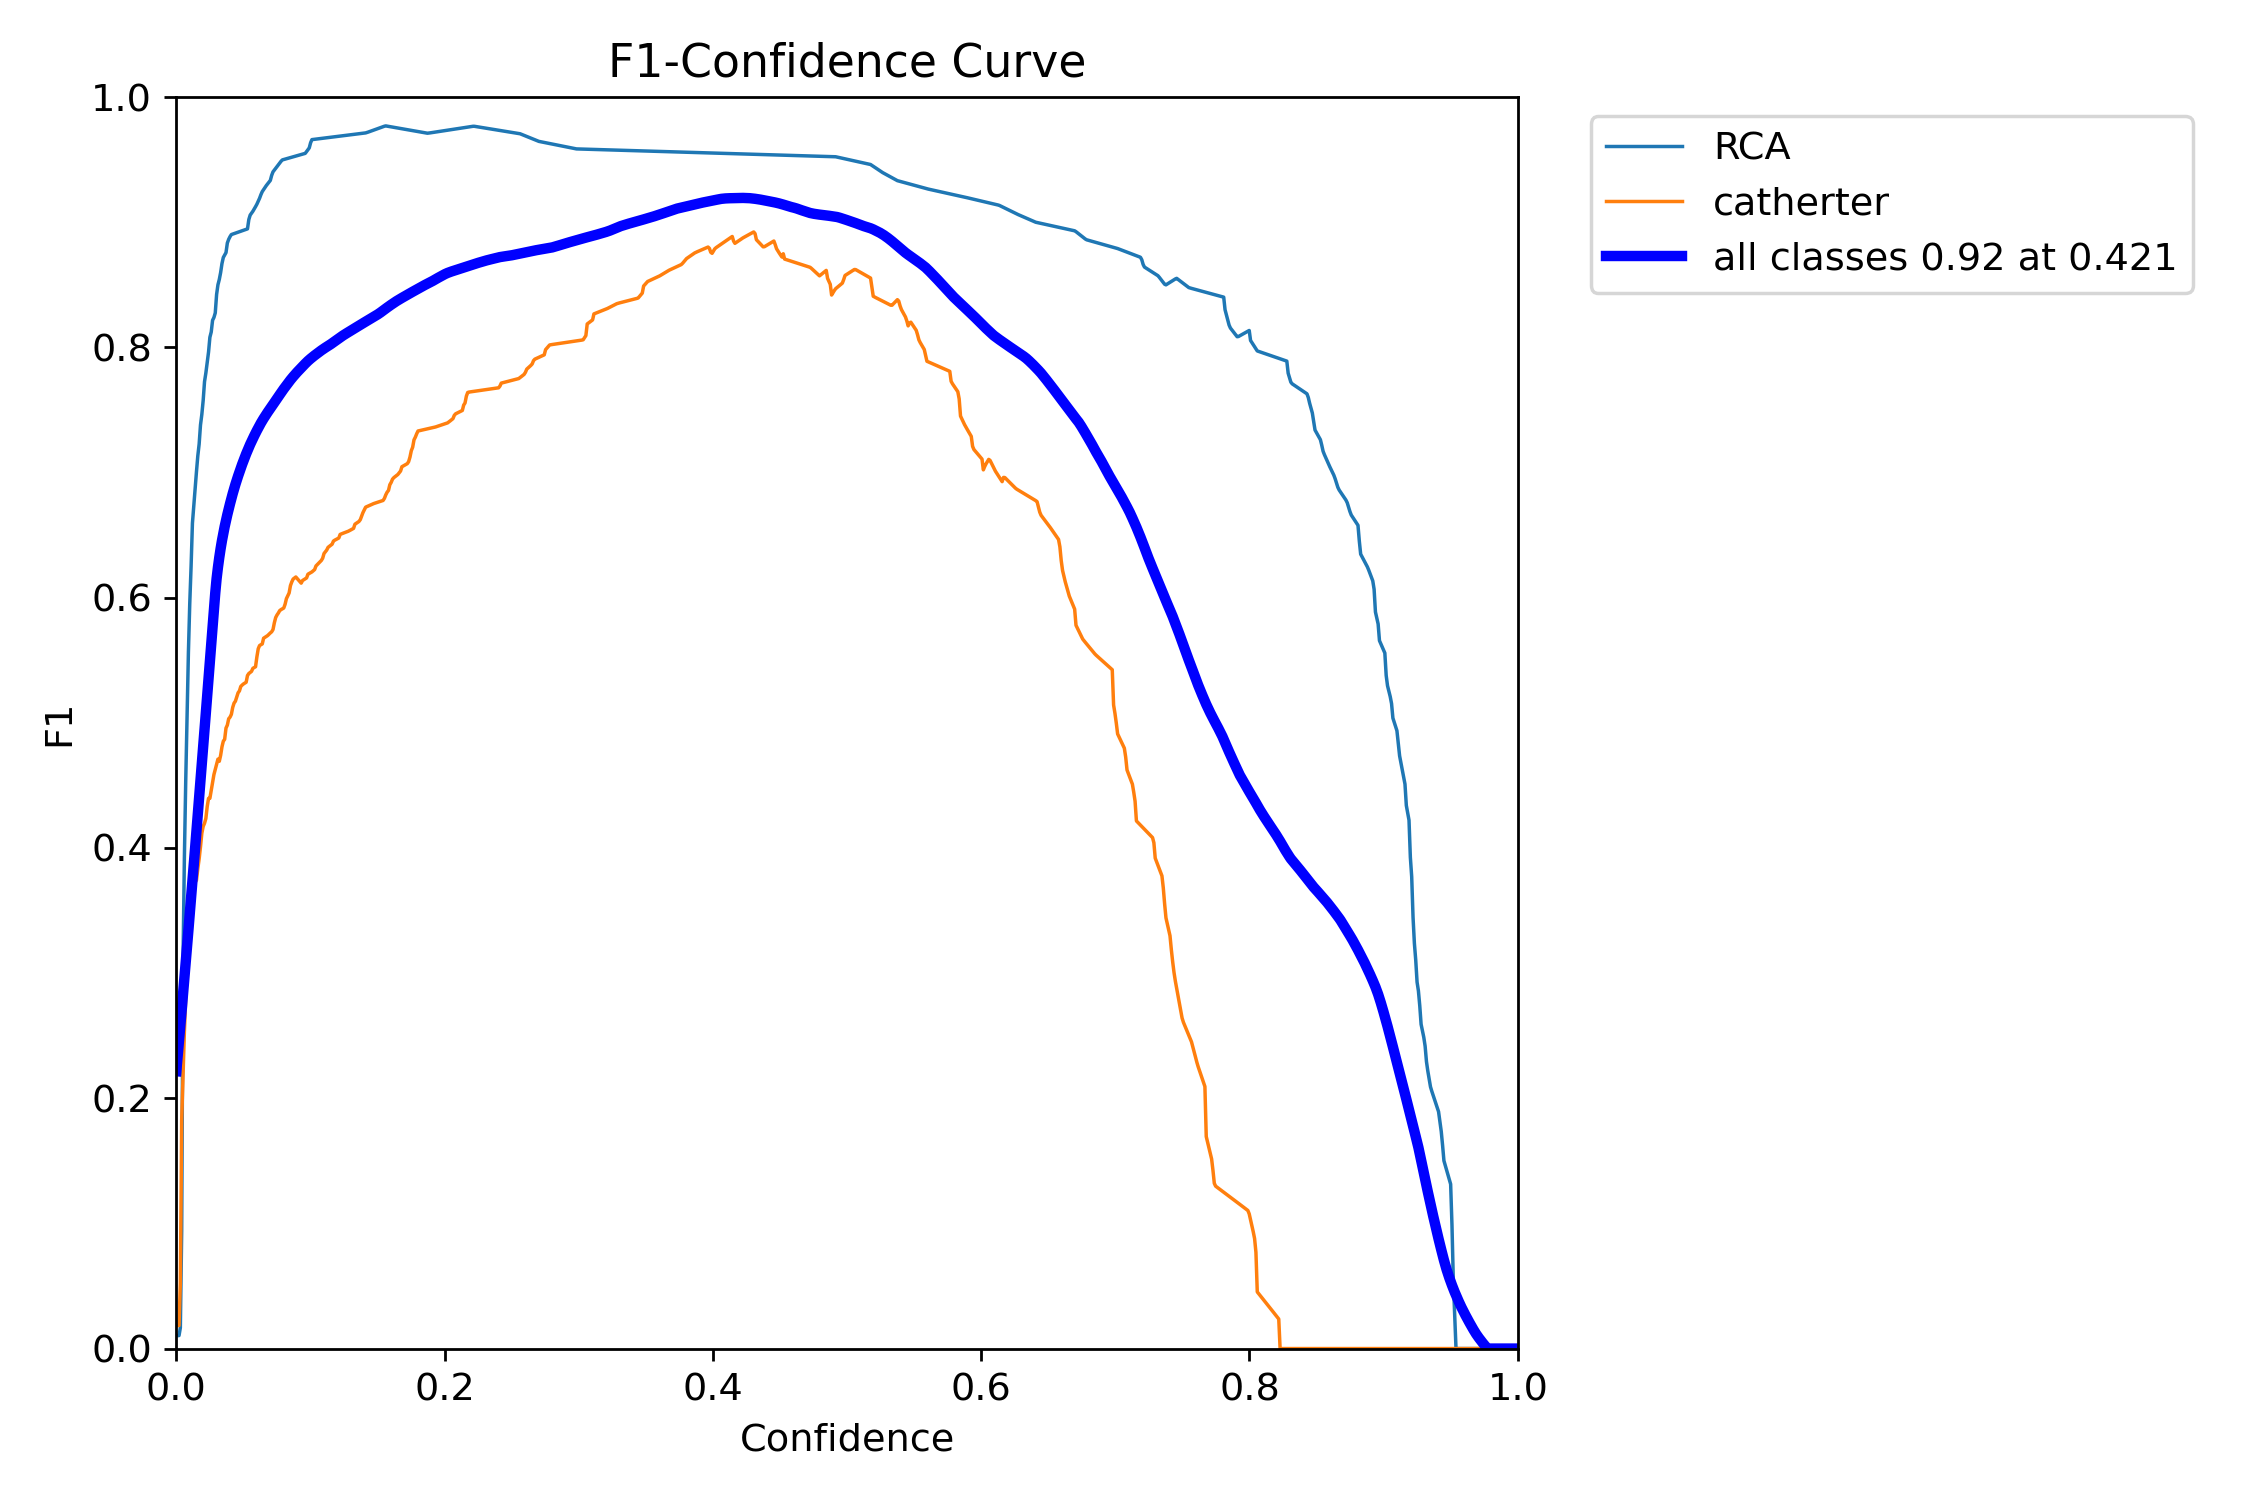 F1-Confidence Curve
RCA
catherter
all classes 0.92 at 0.421
1.0
0.8
0.6
0.4
0.2
0.0
F1
0.0 0.2 0.4 0.6 0.8 1.0
Confidence